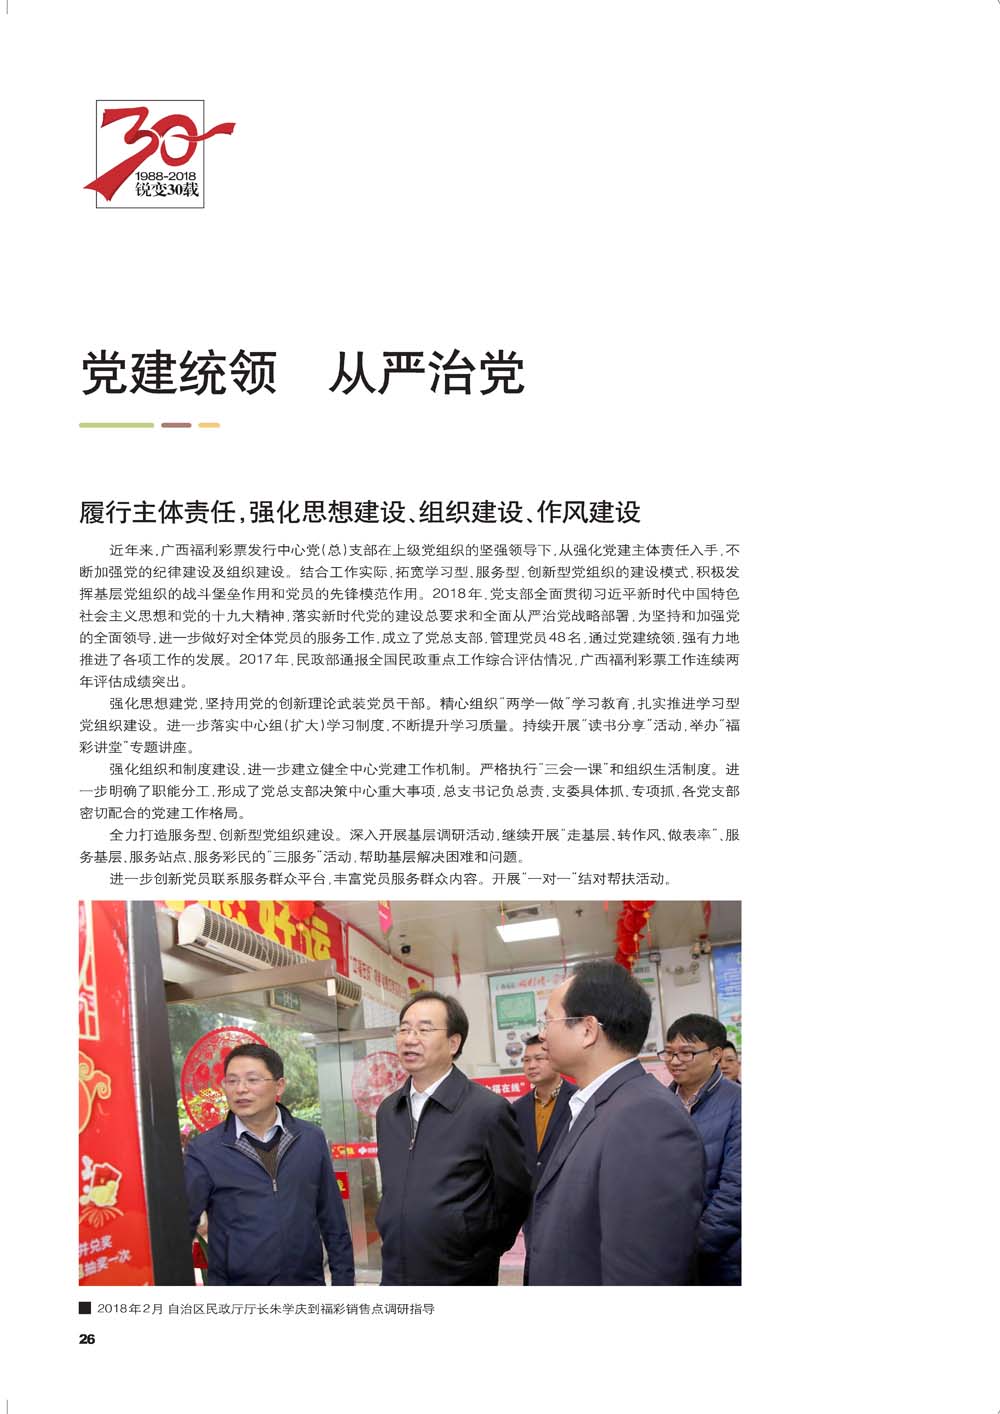 30
1988-2018
锐变30载
党建统领 从严治党
履行主体责任,强化思想建设、组织建设、作风建设
近年来,广西福利彩票发行中心党(总)支部在上级党组织的坚强领导下,从强化党建主体责任入手,不
断加强党的纪律建设及组织建设。结合工作实际,拓宽学习型、服务型、创新型党组织的建设模式,积极发
挥基层党组织的战斗堡垒作用和党员的先锋模范作用。2018年,党支部全面贯彻习近平新时代中国特色
社会主义思想和党的十九大精神,落实新时代党的建设总要求和全面从严治党战略部署,为坚持和加强党
的全面领导,进一步做好对全体党员的服务工作,成立了党总支部,管理党员48名,通过党建统领,强有力地
推进了各项工作的发展。2017年,民政部通报全国民政重点工作综合评估情况,广西福利彩票工作连续两
年评估成绩突出。
强化思想建党,坚持用党的创新理论武装党员干部。精心组织“两学一做”学习教育,扎实推进学习型
党组织建设。进一步落实中心组(扩大)学习制度,不断提升学习质量。持续开展“读书分享”活动,举办“福
彩讲堂”专题讲座。
强化组织和制度建设,进一步建立健全中心党建工作机制。严格执行“三会一课”和组织生活制度。进
一步明确了职能分工,形成了党总支部决策中心重大事项,总支书记负总责,支委具体抓、专项抓,各党支部
密切配合的党建工作格局。
全力打造服务型、创新型党组织建设。深入开展基层调研活动,继续开展“走基层、转作风、做表率”、服
务基层、服务站点、服务彩民的“三服务”活动,帮助基层解决困难和问题。
进一步创新党员联系服务群众平台,丰富党员服务群众内容。开展“一对一”结对帮扶活动。
好运
福在线”
并兑奖
抽奖一次
2018年2月 自治区民政厅厅长朱学庆到福彩销售点调研指导
26